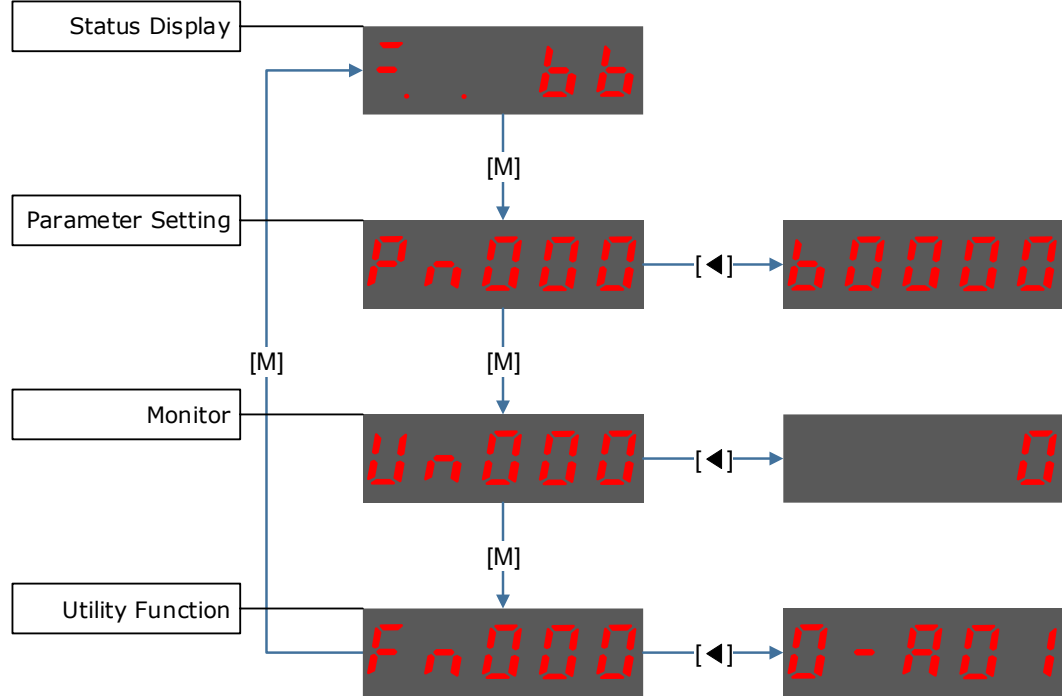 Status Display
bb
[M]
Parameter Setting
Pn000
[◀]
b0000
[M]
[M]
Monitor
Un000
[◀]
0
[M]
Utility Function
Fn000
[◀]
0-A01